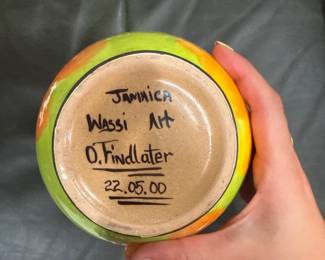 JAMAICA
WASSI Art
O. Findlater
22.05.00